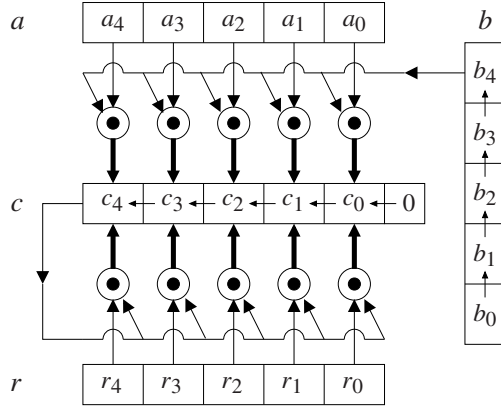 a a₄ a₃ a₂ a₁ a₀ b
b₄
b₃
c c₄ c₃ c₂ c₁ c₀ 0 b₂
b₁
b₀
r r₄ r₃ r₂ r₁ r₀